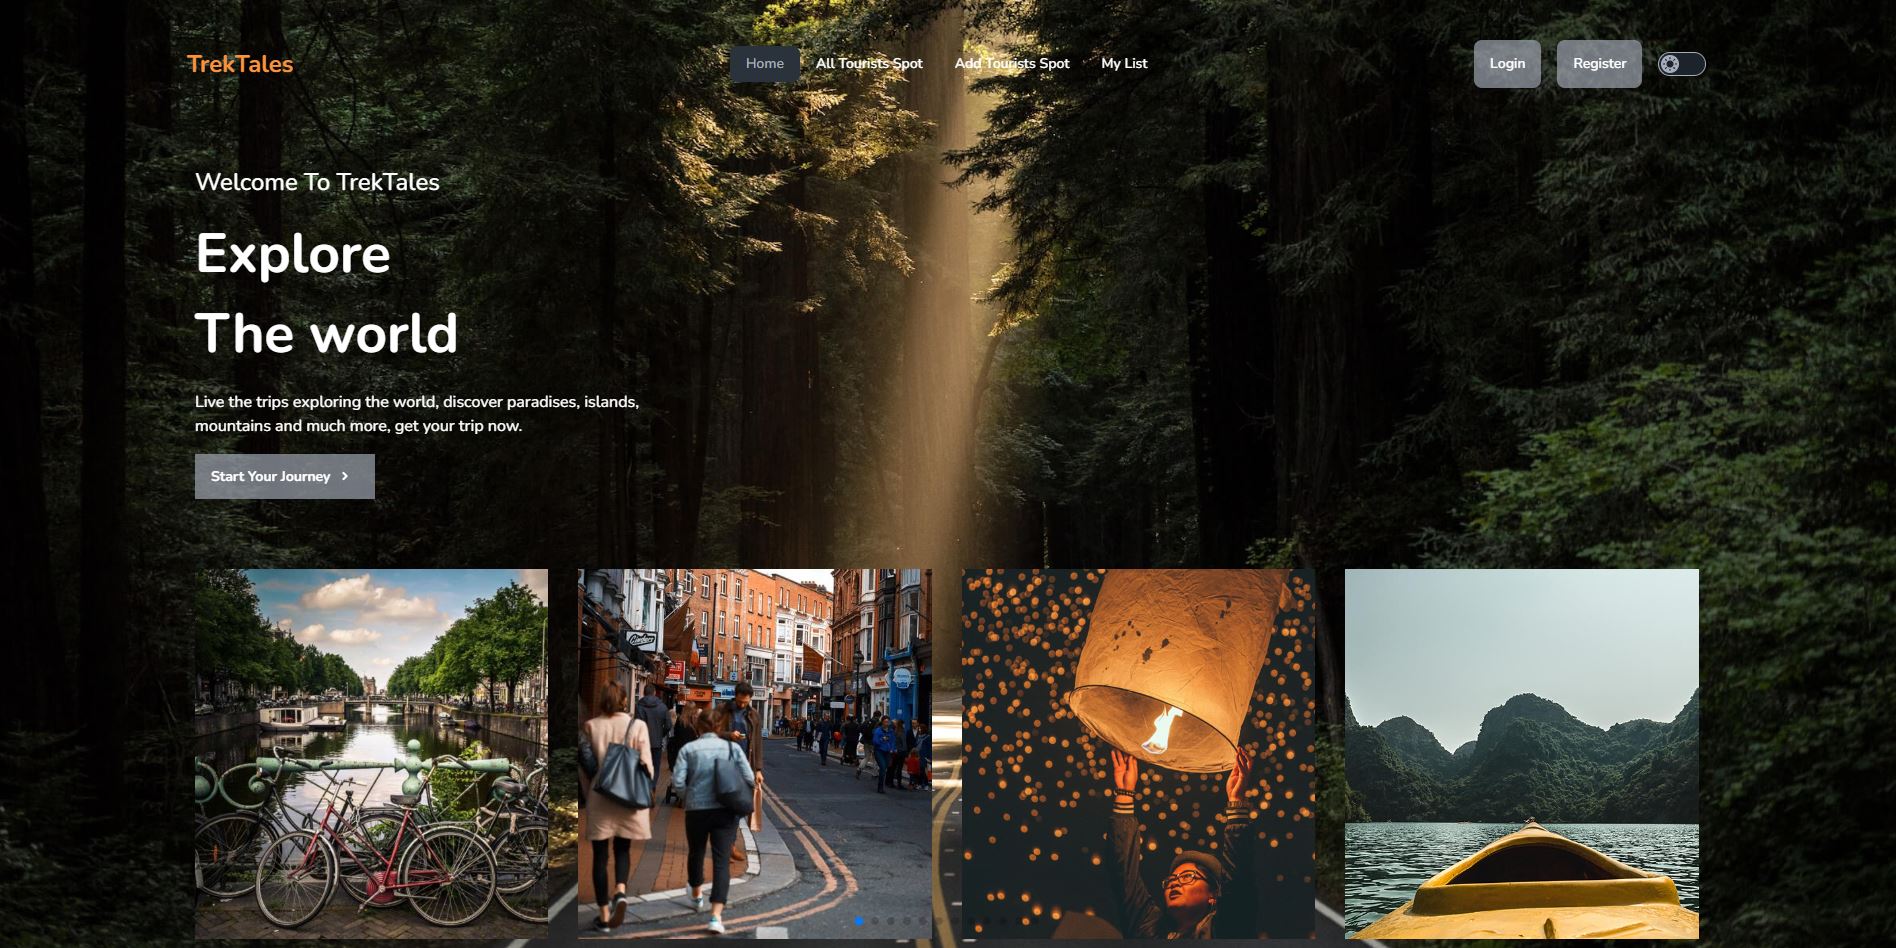 TrekTales
Home
All Tourists Spot
Add Tourists Spot
My List
Login
Register
Welcome To TrekTales
Explore
The world
Live the trips exploring the world, discover paradises, islands,
mountains and much more, get your trip now.
Start Your Journey